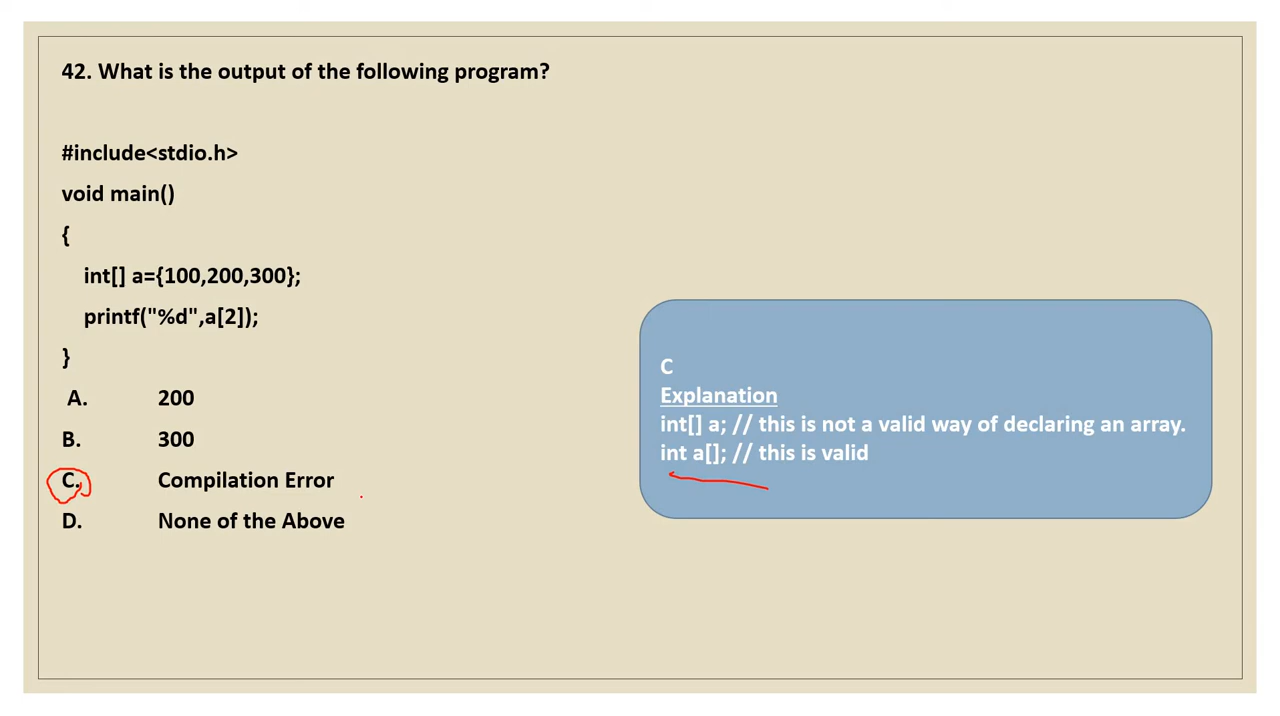 42. What is the output of the following program?
#include<stdio.h>
void main()
{
int[] a={100,200,300};
printf("%d",a[2]);
}
A. 200
B. 300
C. Compilation Error
D. None of the Above
C
Explanation
int[] a; // this is not a valid way of declaring an array.
int a[]; // this is valid